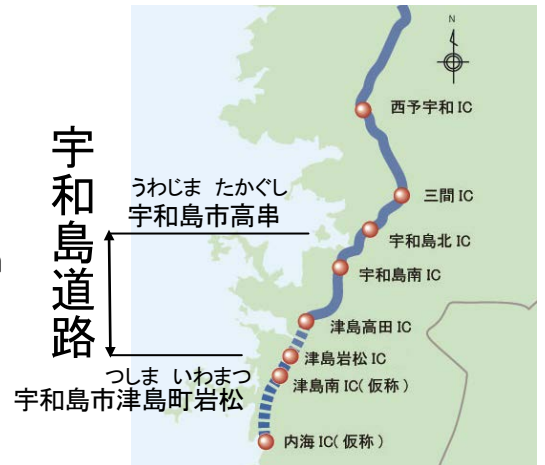 N
西予宇和 IC
三間 IC
宇和島北 IC
宇和島南 IC
津島高田 IC
津島岩松 IC
津島南 IC(仮称)
内海 IC(仮称)
宇和島道路
うわじま たかぐし
宇和島市高串
つしま いわまつ
宇和島市津島町岩松